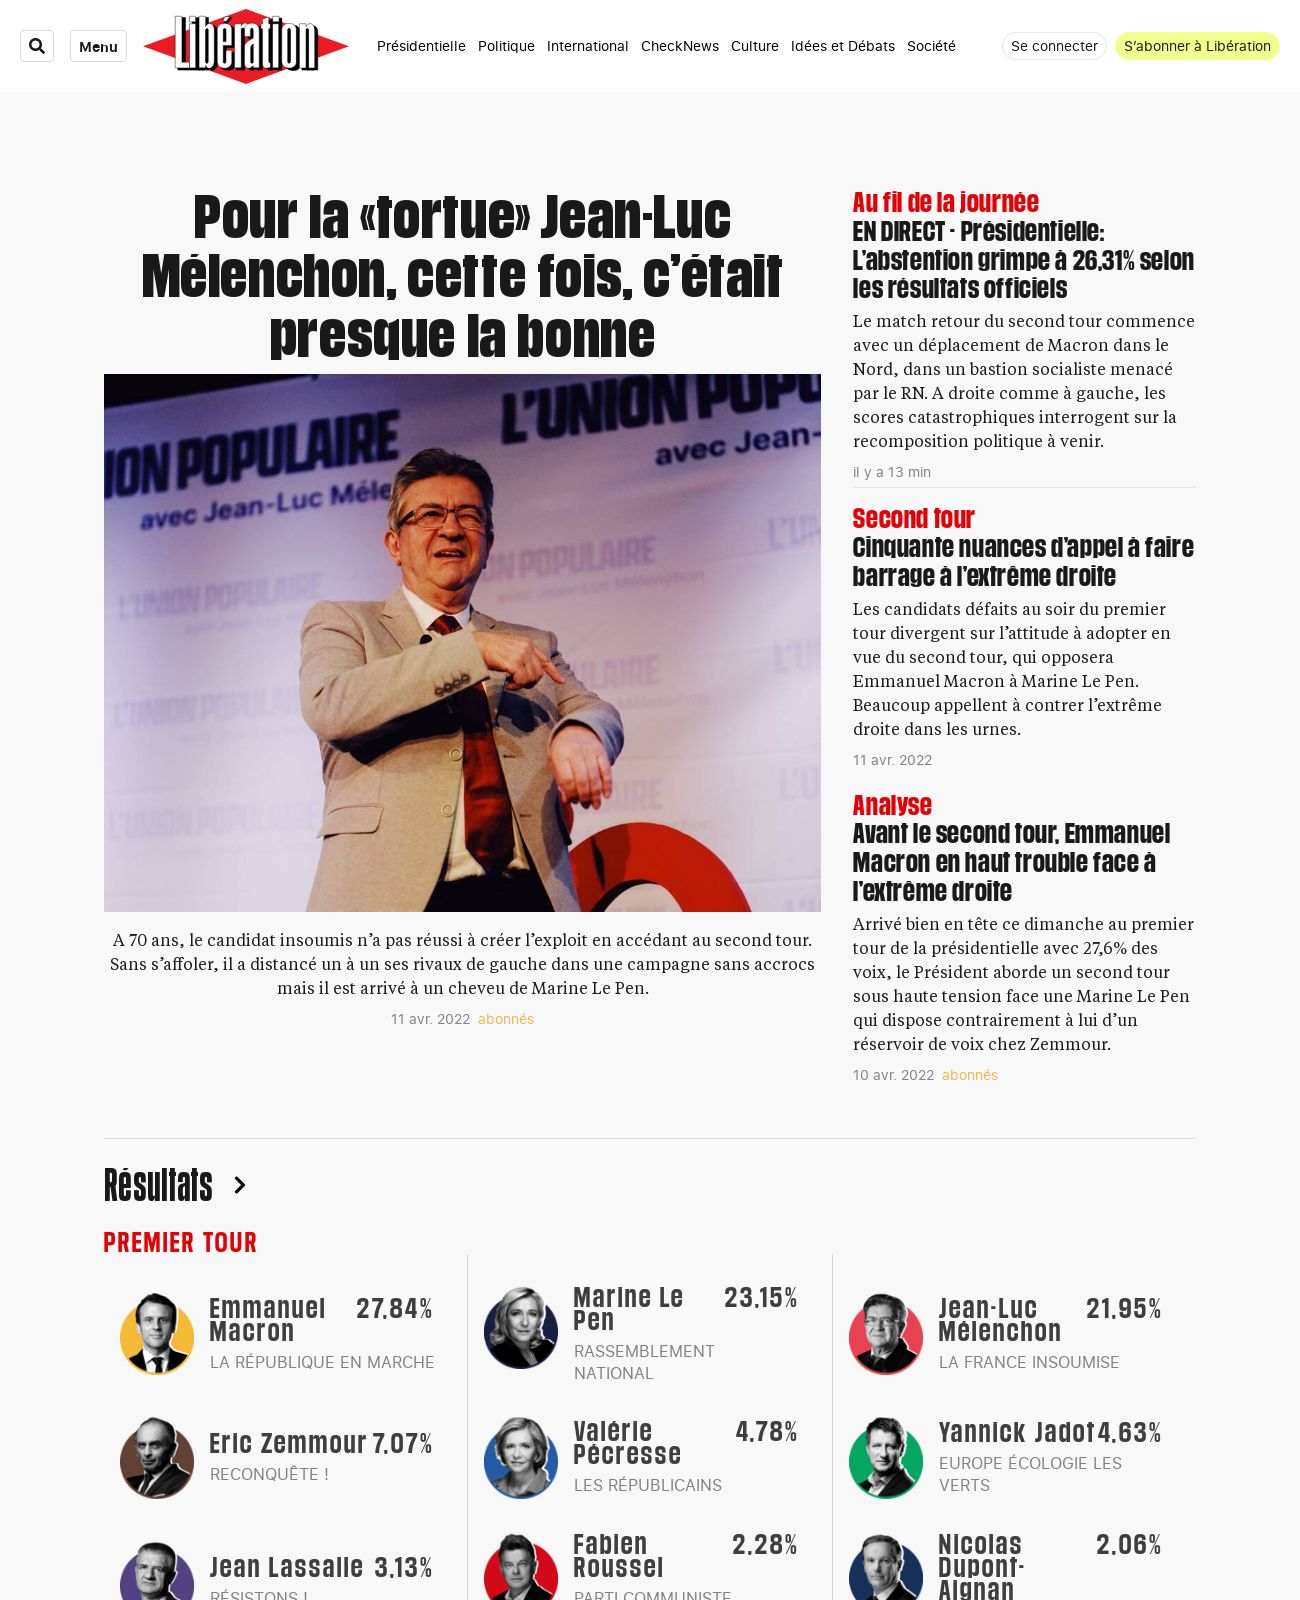 Menu
Libération
Présidentielle Politique International CheckNews Culture Idées et Débats Société
Se connecter
S’abonner à Libération
Pour la «tortue» Jean-Luc
Mélenchon, cette fois, c’était
presque la bonne
L’UNION POPU
avec Jean-
UNION POPULAIRE
avec Jean-Luc Méle
A 70 ans, le candidat insoumis n’a pas réussi à créer l’exploit en accédant au second tour.
Sans s’affoler, il a distancé un à un ses rivaux de gauche dans une campagne sans accrocs
mais il est arrivé à un cheveu de Marine Le Pen.
11 avr. 2022 abonnés
Au fil de la journée
EN DIRECT - Présidentielle:
L’abstention grimpe à 26,31% selon
les résultats officiels
Le match retour du second tour commence
avec un déplacement de Macron dans le
Nord, dans un bastion socialiste menacé
par le RN. A droite comme à gauche, les
scores catastrophiques interrogent sur la
recomposition politique à venir.
il y a 13 min
Second tour
Cinquante nuances d’appel à faire
barrage à l’extrême droite
Les candidats défaits au soir du premier
tour divergent sur l’attitude à adopter en
vue du second tour, qui opposera
Emmanuel Macron à Marine Le Pen.
Beaucoup appellent à contrer l’extrême
droite dans les urnes.
11 avr. 2022
Analyse
Avant le second tour, Emmanuel
Macron en haut trouble face à
l’extrême droite
Arrivé bien en tête ce dimanche au premier
tour de la présidentielle avec 27,6% des
voix, le Président aborde un second tour
sous haute tension face une Marine Le Pen
qui dispose contrairement à lui d’un
réservoir de voix chez Zemmour.
10 avr. 2022 abonnés
Résultats
PREMIER TOUR
Emmanuel 27,84%
Macron
LA RÉPUBLIQUE EN MARCHE
Marine Le 23,15%
Pen
RASSEMBLEMENT
NATIONAL
Jean-Luc 21,95%
Mélenchon
LA FRANCE INSOUMISE
Eric Zemmour 7,07%
RECONQUÊTE !
Valérie 4,78%
Pécresse
LES RÉPUBLICAINS
Yannick Jadot 4,63%
EUROPE ÉCOLOGIE LES
VERTS
Jean Lassalle 3,13%
RÉSISTONS !
Fabien 2,28%
Roussel
PARTI COMMUNISTE
Nicolas 2,06%
Dupont-
Aignan